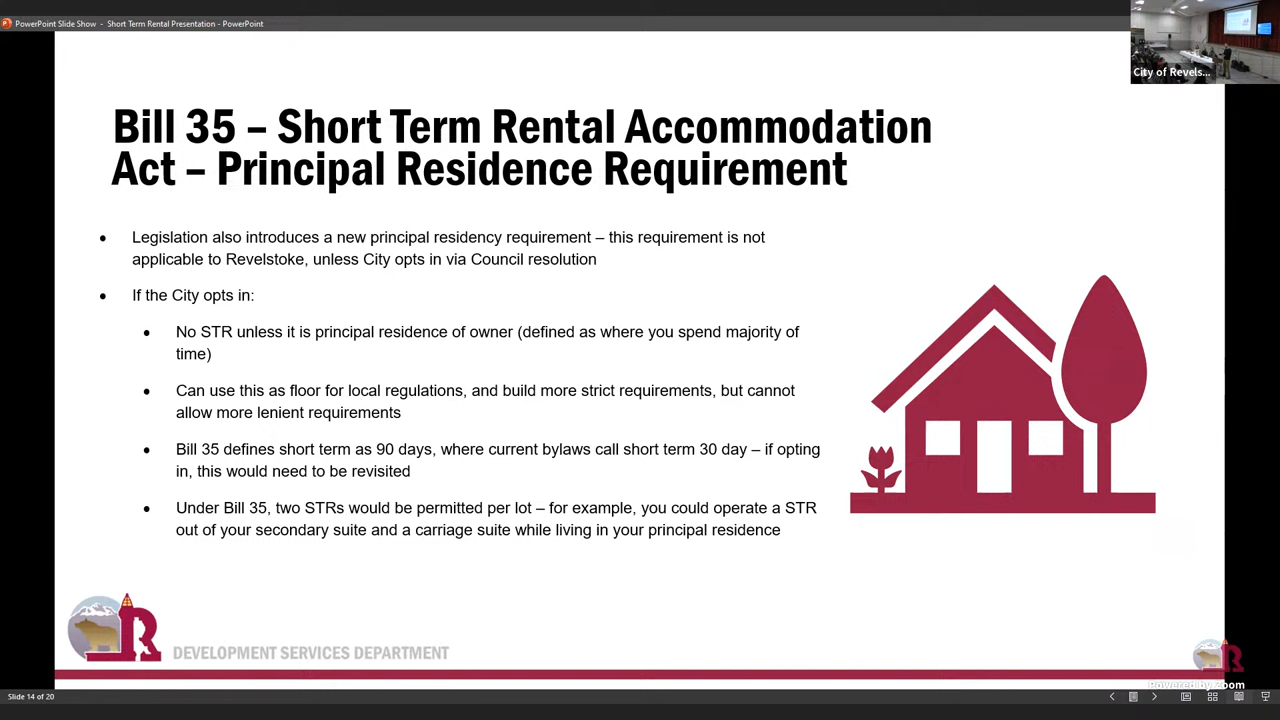 PowerPoint Slide Show - Short Term Rental Presentation - PowerPoint
City of Revels...
Bill 35 – Short Term Rental Accommodation
Act – Principal Residence Requirement
• Legislation also introduces a new principal residency requirement – this requirement is not
applicable to Revelstoke, unless City opts in via Council resolution
• If the City opts in:
• No STR unless it is principal residence of owner (defined as where you spend majority of
time)
• Can use this as floor for local regulations, and build more strict requirements, but cannot
allow more lenient requirements
• Bill 35 defines short term as 90 days, where current bylaws call short term 30 day – if opting
in, this would need to be revisited
• Under Bill 35, two STRs would be permitted per lot – for example, you could operate a STR
out of your secondary suite and a carriage suite while living in your principal residence
R
DEVELOPMENT SERVICES DEPARTMENT
R
Powered by Zoom
Slide 14 of 20